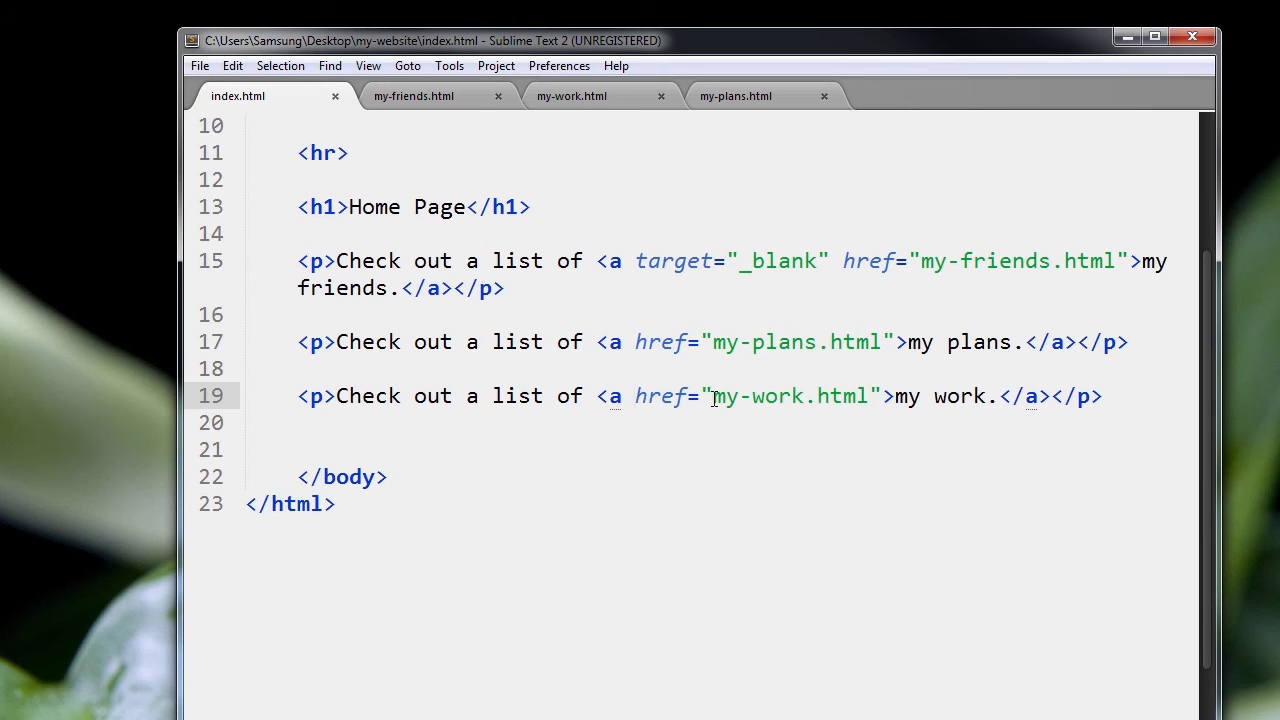 C:\Users\Samsung\Desktop\my-website\index.html - Sublime Text 2 (UNREGISTERED)
File Edit Selection Find View Goto Tools Project Preferences Help
index.html × my-friends.html × my-work.html × my-plans.html ×
10
11 <hr>
12
13 <h1>Home Page</h1>
14
15 <p>Check out a list of <a target="_blank" href="my-friends.html">my
friends.</a></p>
16
17 <p>Check out a list of <a href="my-plans.html">my plans.</a></p>
18
19 <p>Check out a list of <a href="my-work.html">my work.</a></p>
20
21
22 </body>
23 </html>